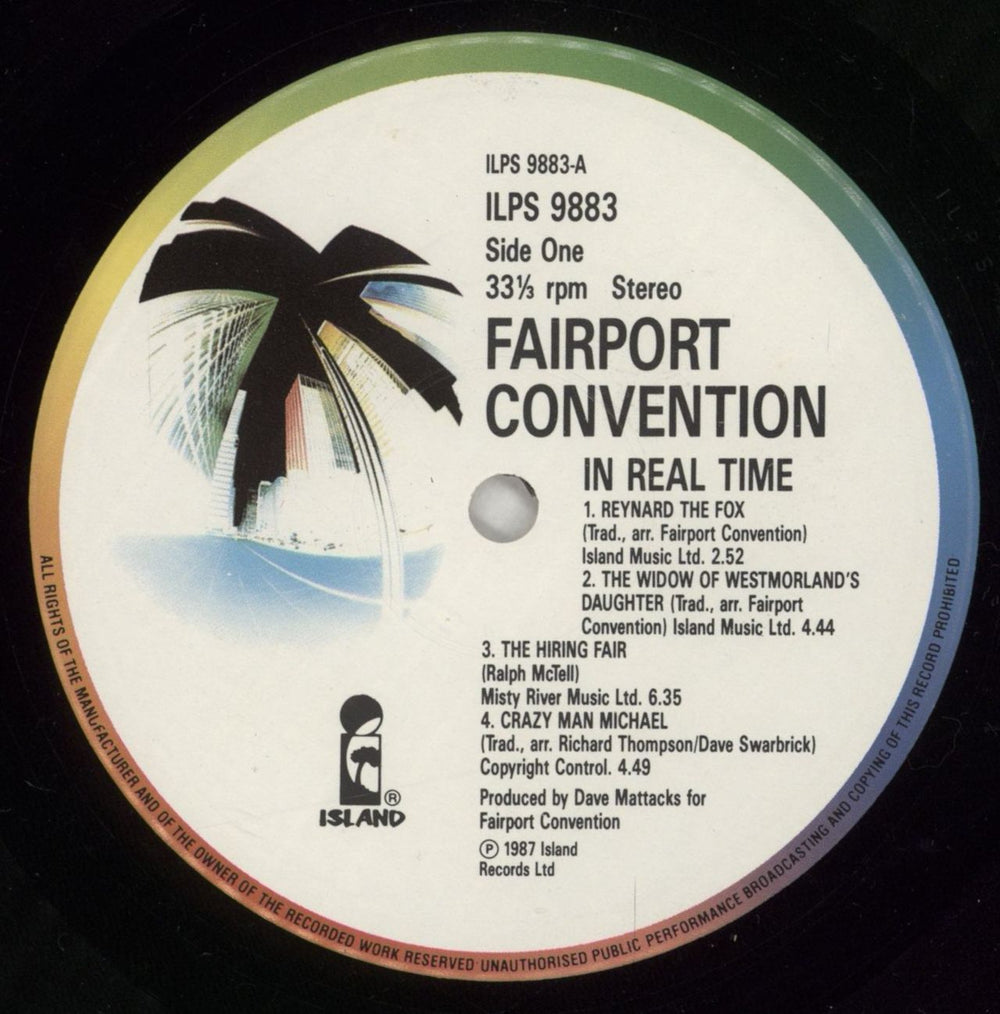 ILPS 9883-A
ILPS 9883
Side One
33⅓ rpm Stereo
FAIRPORT
CONVENTION
IN REAL TIME
1. REYNARD THE FOX
(Trad., arr. Fairport Convention)
Island Music Ltd. 2.52
2. THE WIDOW OF WESTMORLAND'S
DAUGHTER (Trad., arr. Fairport
Convention) Island Music Ltd. 4.44
3. THE HIRING FAIR
(Ralph McTell)
Misty River Music Ltd. 6.35
4. CRAZY MAN MICHAEL
(Trad., arr. Richard Thompson/Dave Swarbrick)
Copyright Control. 4.49
Produced by Dave Mattacks for
Fairport Convention
℗ 1987 Island
Records Ltd
®
ISLAND
ALL RIGHTS OF THE MANUFACTURER AND OF THE OWNER OF THE RECORDED WORK RESERVED UNAUTHORISED PUBLIC PERFORMANCE BROADCASTING AND COPYING OF THIS RECORD PROHIBITED